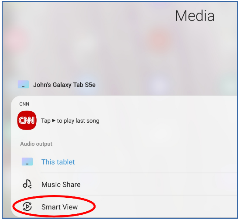 Media
John's Galaxy Tab S5e
CNN
CNN
Tap ▶ to play last song
Audio output
This tablet
Music Share
Smart View